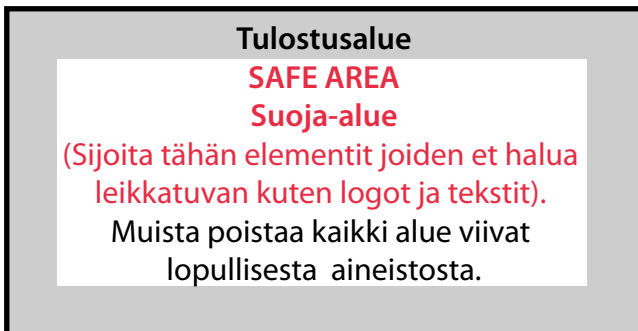 Tulostusalue
SAFE AREA
Suoja-alue
(Sijoita tähän elementit joiden et halua
leikkatuvan kuten logot ja tekstit).
Muista poistaa kaikki alue viivat
lopullisesta aineistosta.